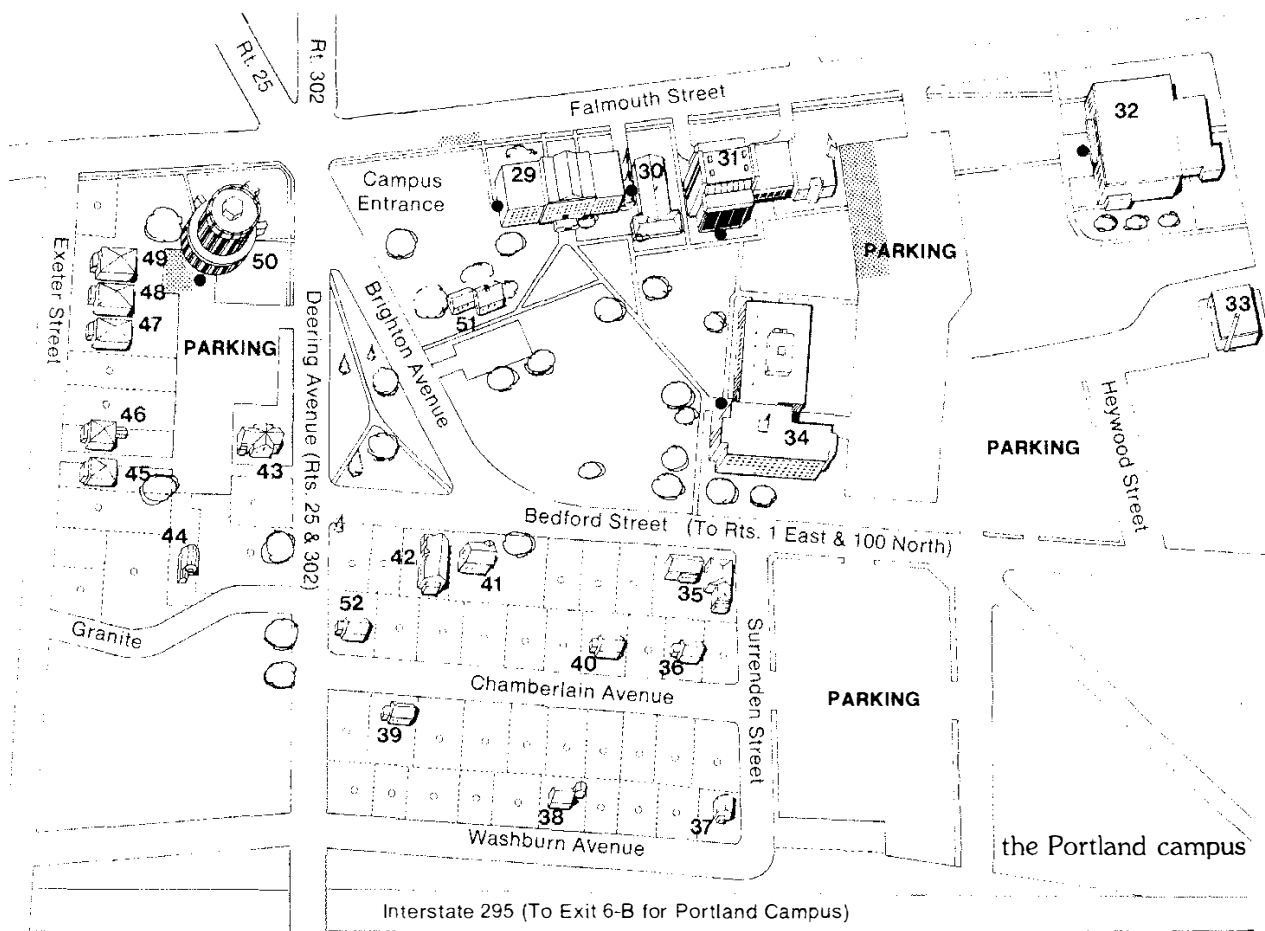 Rt. 25
Rt. 302
Falmouth Street
32
29
30
31
Campus
Entrance
Exeter Street
49
48
47
50
PARKING
PARKING
33
51
Deering Avenue (Rts. 25 & 302)
Brighton Avenue
46
45
43
34
PARKING
Heywood Street
44
Bedford Street (To Rts. 1 East & 100 North)
42
41
35
52
Granite
40
36
Surrenden Street
Chamberlain Avenue
PARKING
39
38
37
Washburn Avenue
the Portland campus
Interstate 295 (To Exit 6-B for Portland Campus)